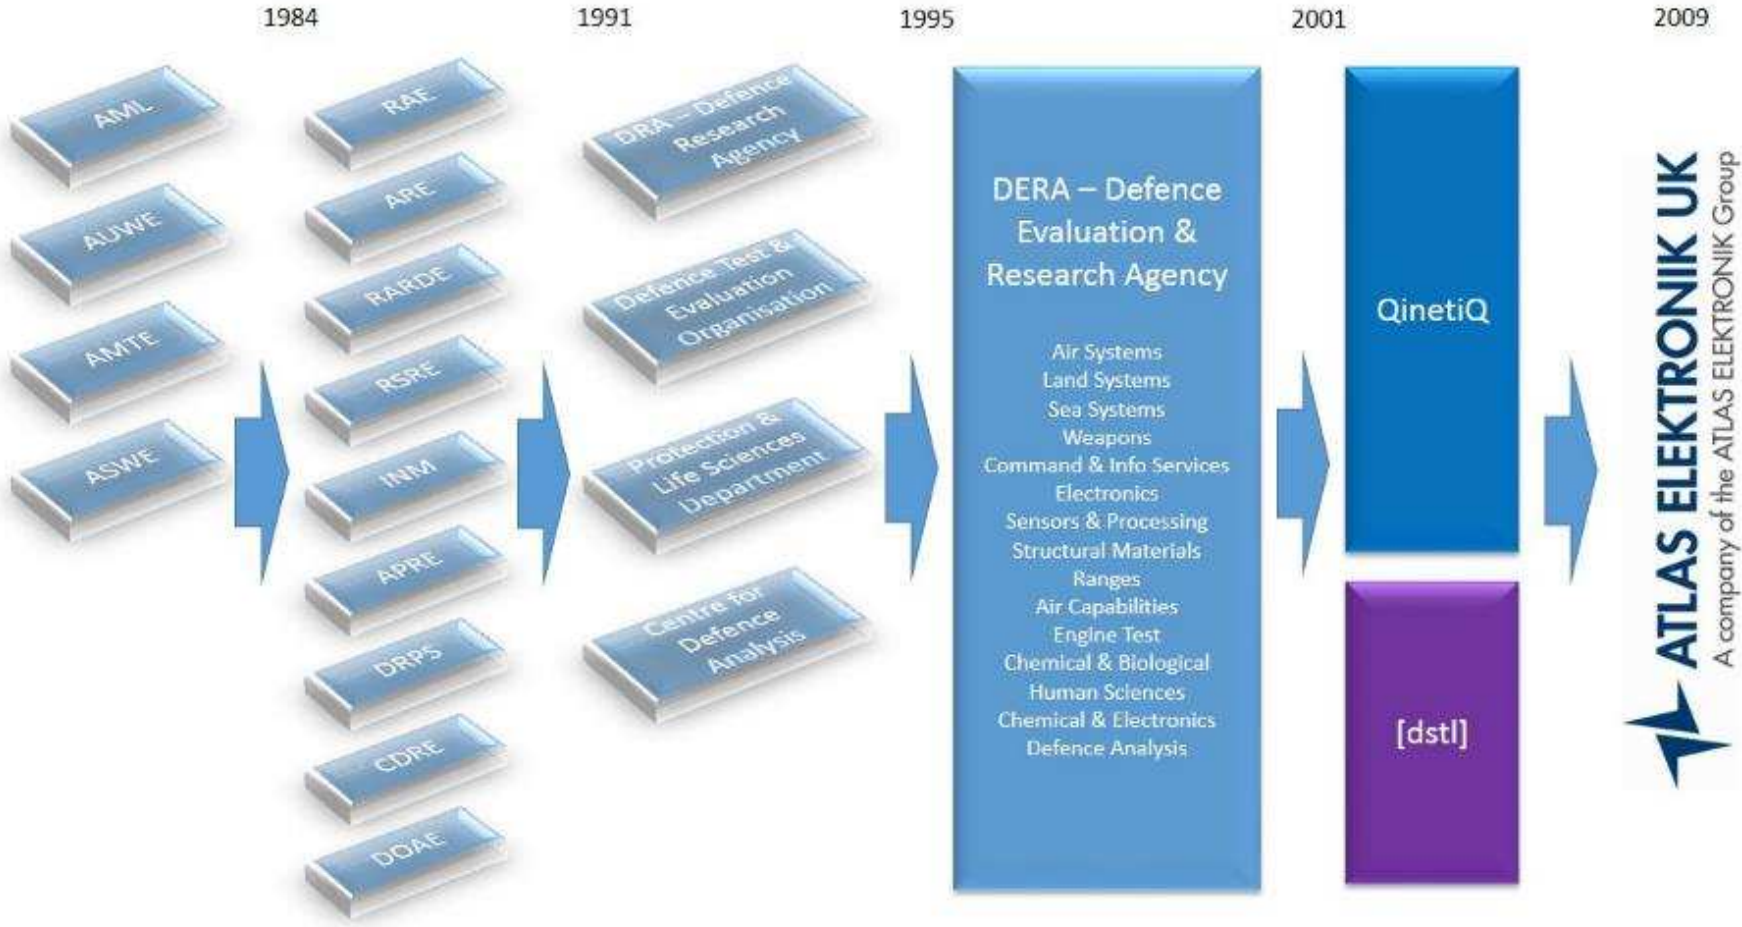 1984
1991
1995
2001
2009
AML
AUWE
AMTE
ASWE
RAE
ARE
RARDE
RSRE
INM
APRE
DRPS
CDRE
DOAE
DRA – Defence
Research
Agency
Defence Test &
Evaluation
Organisation
Protection &
Life Sciences
Department
Centre for
Defence
Analysis
DERA – Defence
Evaluation &
Research Agency
Air Systems
Land Systems
Sea Systems
Weapons
Command & Info Services
Electronics
Sensors & Processing
Structural Materials
Ranges
Air Capabilities
Engine Test
Chemical & Biological
Human Sciences
Chemical & Electronics
Defence Analysis
QinetiQ
[dstl]
ATLAS ELEKTRONIK UK
A company of the ATLAS ELEKTRONIK Group